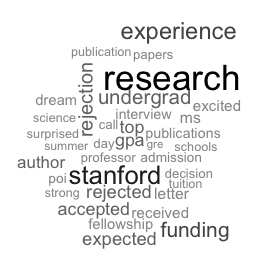 experience
publication papers
research
rejection
dream undergrad excited
science interview ms
surprised call top publications
summer day gpa gre schools
author professor admission
poi stanford decision
tuition
strong rejected letter
accepted received
fellowship funding
expected